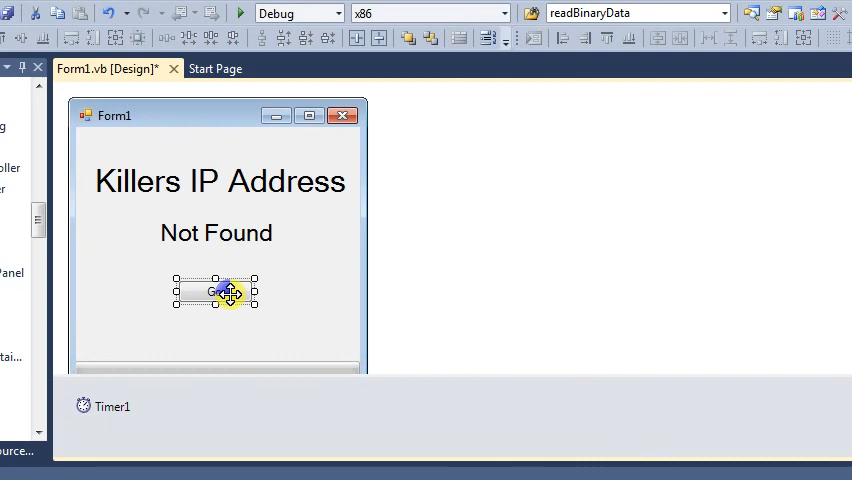 Debug x86 readBinaryData
Form1.vb [Design]* Start Page
Form1
ng
oller
er
Killers IP Address
Not Found
Panel
tai...
Timer1
ource...